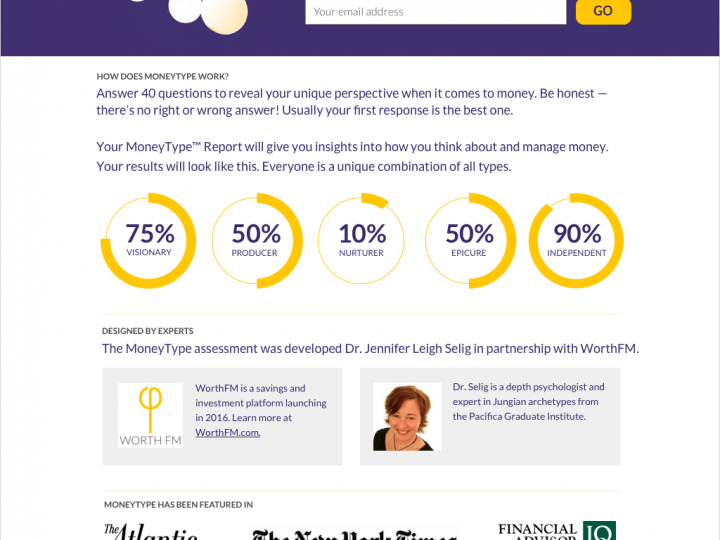 Your email address
GO
HOW DOES MONEYTYPE WORK?
Answer 40 questions to reveal your unique perspective when it comes to money. Be honest —
there's no right or wrong answer! Usually your first response is the best one.
Your MoneyType™ Report will give you insights into how you think about and manage money.
Your results will look like this. Everyone is a unique combination of all types.
75%
VISIONARY
50%
PRODUCER
10%
NURTURER
50%
EPICURE
90%
INDEPENDENT
DESIGNED BY EXPERTS
The MoneyType assessment was developed Dr. Jennifer Leigh Selig in partnership with WorthFM.
φ
WORTH FM
WorthFM is a savings and
investment platform launching
in 2016. Learn more at
WorthFM.com.
Dr. Selig is a depth psychologist and
expert in Jungian archetypes from
the Pacifica Graduate Institute.
MONEYTYPE HAS BEEN FEATURED IN
The Atlantic
The New York Times
FINANCIAL
ADVISOR
IQ